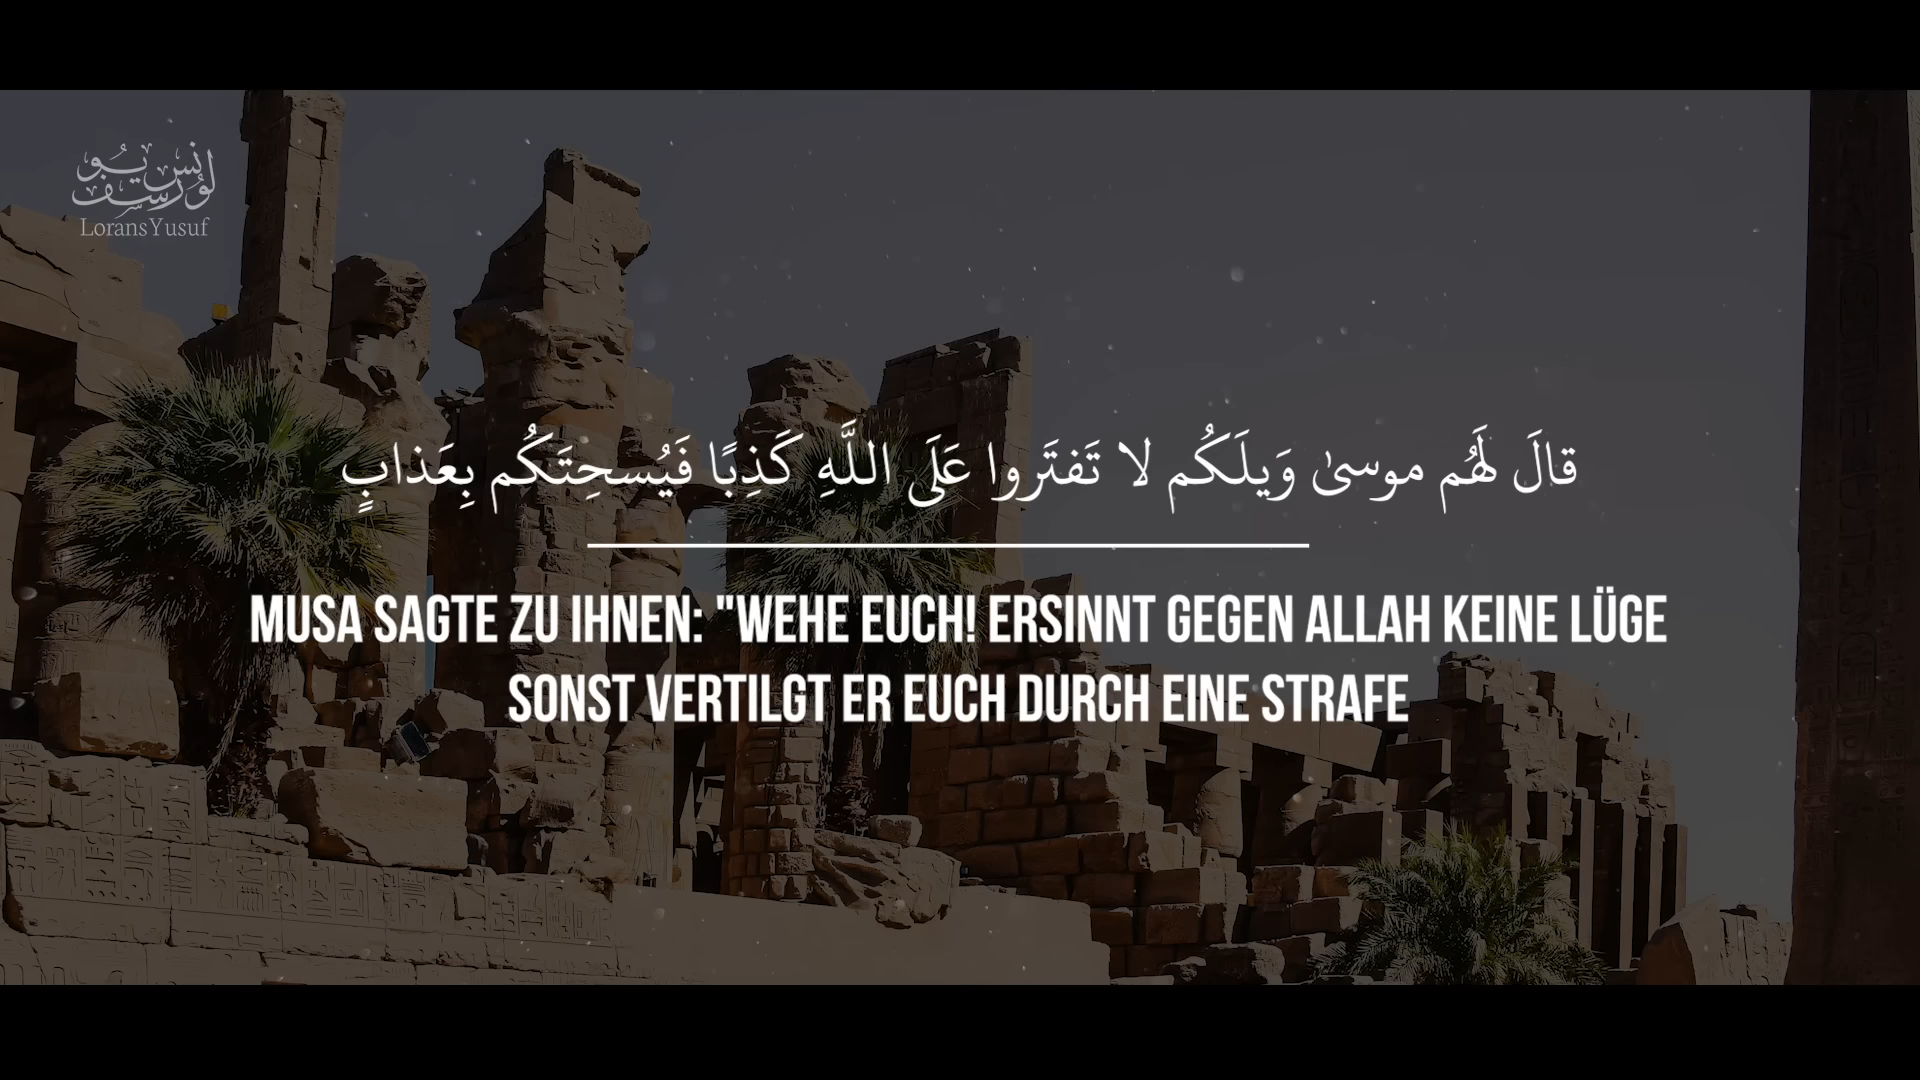 لورنس يوسف
LoransYusuf
قالَ لَهُم موسىٰ وَيلَكُم لا تَفتَروا عَلَى اللَّهِ كَذِبًا فَيُسحِتَكُم بِعَذابٍ
MUSA SAGTE ZU IHNEN: "WEHE EUCH! ERSINNT GEGEN ALLAH KEINE LÜGE
SONST VERTILGT ER EUCH DURCH EINE STRAFE